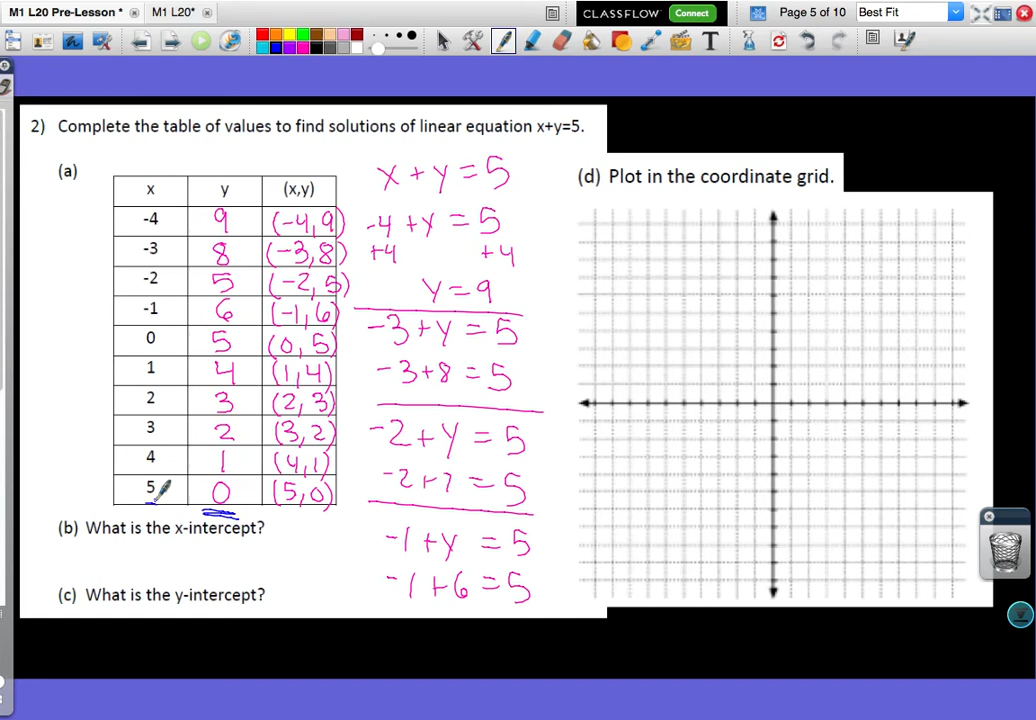 M1 L20 Pre-Lesson * M1 L20*
CLASSFLOW Connect Page 5 of 10 Best Fit
T
2) Complete the table of values to find solutions of linear equation x+y=5.
(a)
x y (x,y)
-4 9 (-4,9)
-3 8 (-3,8)
-2 5 (-2,5)
-1 6 (-1,6)
0 5 (0,5)
1 4 (1,4)
2 3 (2,3)
3 2 (3,2)
4 1 (4,1)
5 0 (5,0)
x+y=5
-4+y=5
+4 +4
y=9
-3+y=5
-3+8=5
-2+y=5
-2+7=5
-1+y=5
-1+6=5
(b) What is the x-intercept?
(c) What is the y-intercept?
(d) Plot in the coordinate grid.